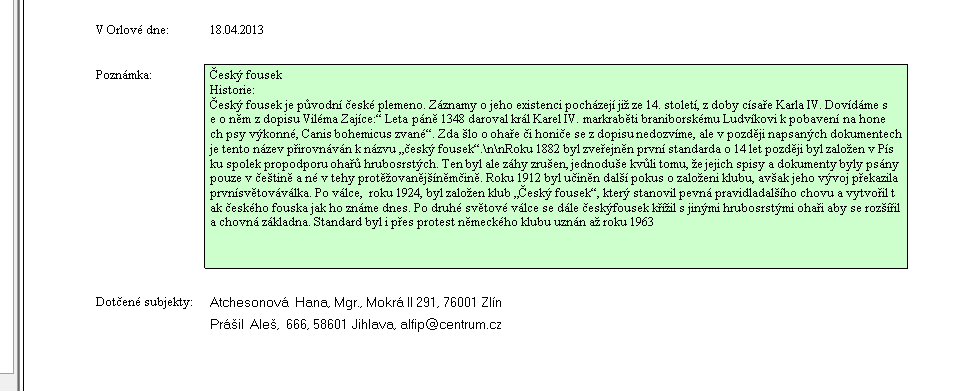 V Orlové dne: 18.04.2013
Poznámka: Český fousek
Historie:
Český fousek je původní české plemeno. Záznamy o jeho existenci pocházejí již ze 14. století, z doby císaře Karla IV. Dovídáme s
e o něm z dopisu Viléma Zajíce:“ Leta páně 1348 daroval král Karel IV. markraběti braniborskému Ludvíkovi k pobavení na hone
ch psy výkonné, Canis bohemicus zvané“. Zda šlo o ohaře či honiče se z dopisu nedozvíme, ale v později napsaných dokumentech
je tento název přirovnáván k názvu „český fousek“.\n\nRoku 1882 byl zveřejněn první standarda o 14 let později byl založen v Pís
ku spolek propodporu ohařů hrubosrstých. Ten byl ale záhy zrušen, jednoduše kvůli tomu, že jejich spisy a dokumenty byly psány
pouze v češtině a né v tehy protěžovanějšíněmčině. Roku 1912 byl učiněn další pokus o založeni klubu, avšak jeho vývoj překazila
prvnísvětováválka. Po válce, roku 1924, byl založen klub „Český fousek“, který stanovil pevná pravidladalšího chovu a vytvořil t
ak českého fouska jak ho známe dnes. Po druhé světové válce se dále českýfousek křížil s jinými hrubosrstými ohaři aby se rozšířil
a chovná základna. Standard byl i přes protest německého klubu uznán až roku 1963
Dotčené subjekty: Atchesonová Hana, Mgr., Mokrá II 291, 76001 Zlín
Prášil Aleš, 666, 58601 Jihlava, alfip@centrum.cz